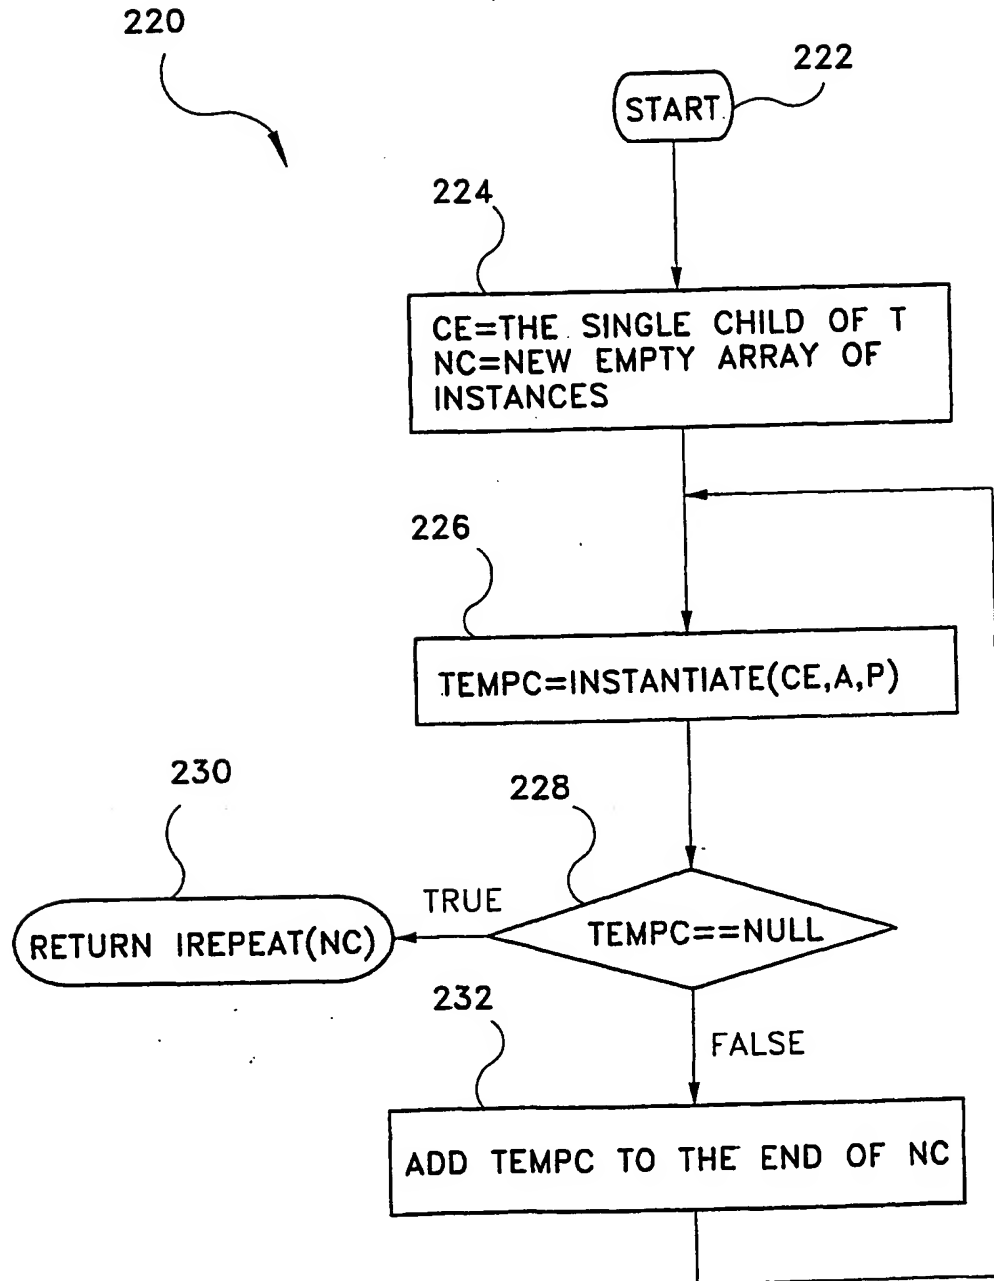 220
222
START
224
CE=THE SINGLE CHILD OF T
NC=NEW EMPTY ARRAY OF
INSTANCES
226
TEMPC=INSTANTIATE(CE,A,P)
230
228
TRUE
RETURN IREPEAT(NC)
TEMPC==NULL
232
FALSE
ADD TEMPC TO THE END OF NC